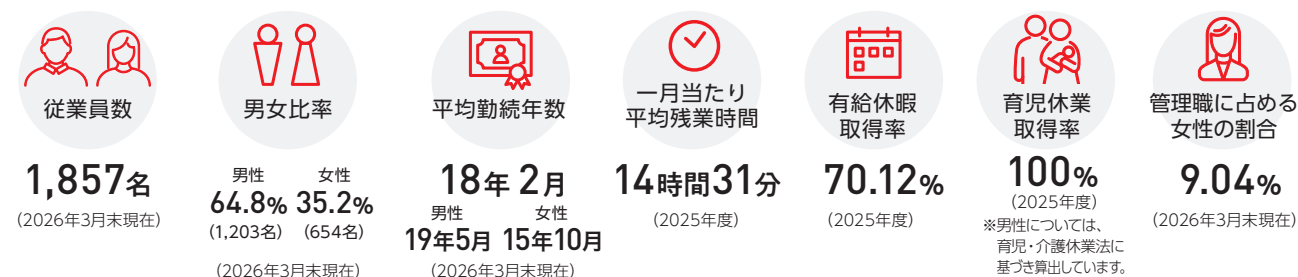 従業員数
1,857名
(2026年3月末現在)
男女比率
男性 女性
64.8% 35.2%
(1,203名) (654名)
(2026年3月末現在)
平均勤続年数
18年 2月
男性 女性
19年5月 15年10月
(2026年3月末現在)
一月当たり
平均残業時間
14時間31分
(2025年度)
有給休暇
取得率
70.12%
(2025年度)
育児休業
取得率
100%
(2025年度)
※男性については、
育児・介護休業法に
基づき算出しています。
管理職に占める
女性の割合
9.04%
(2026年3月末現在)